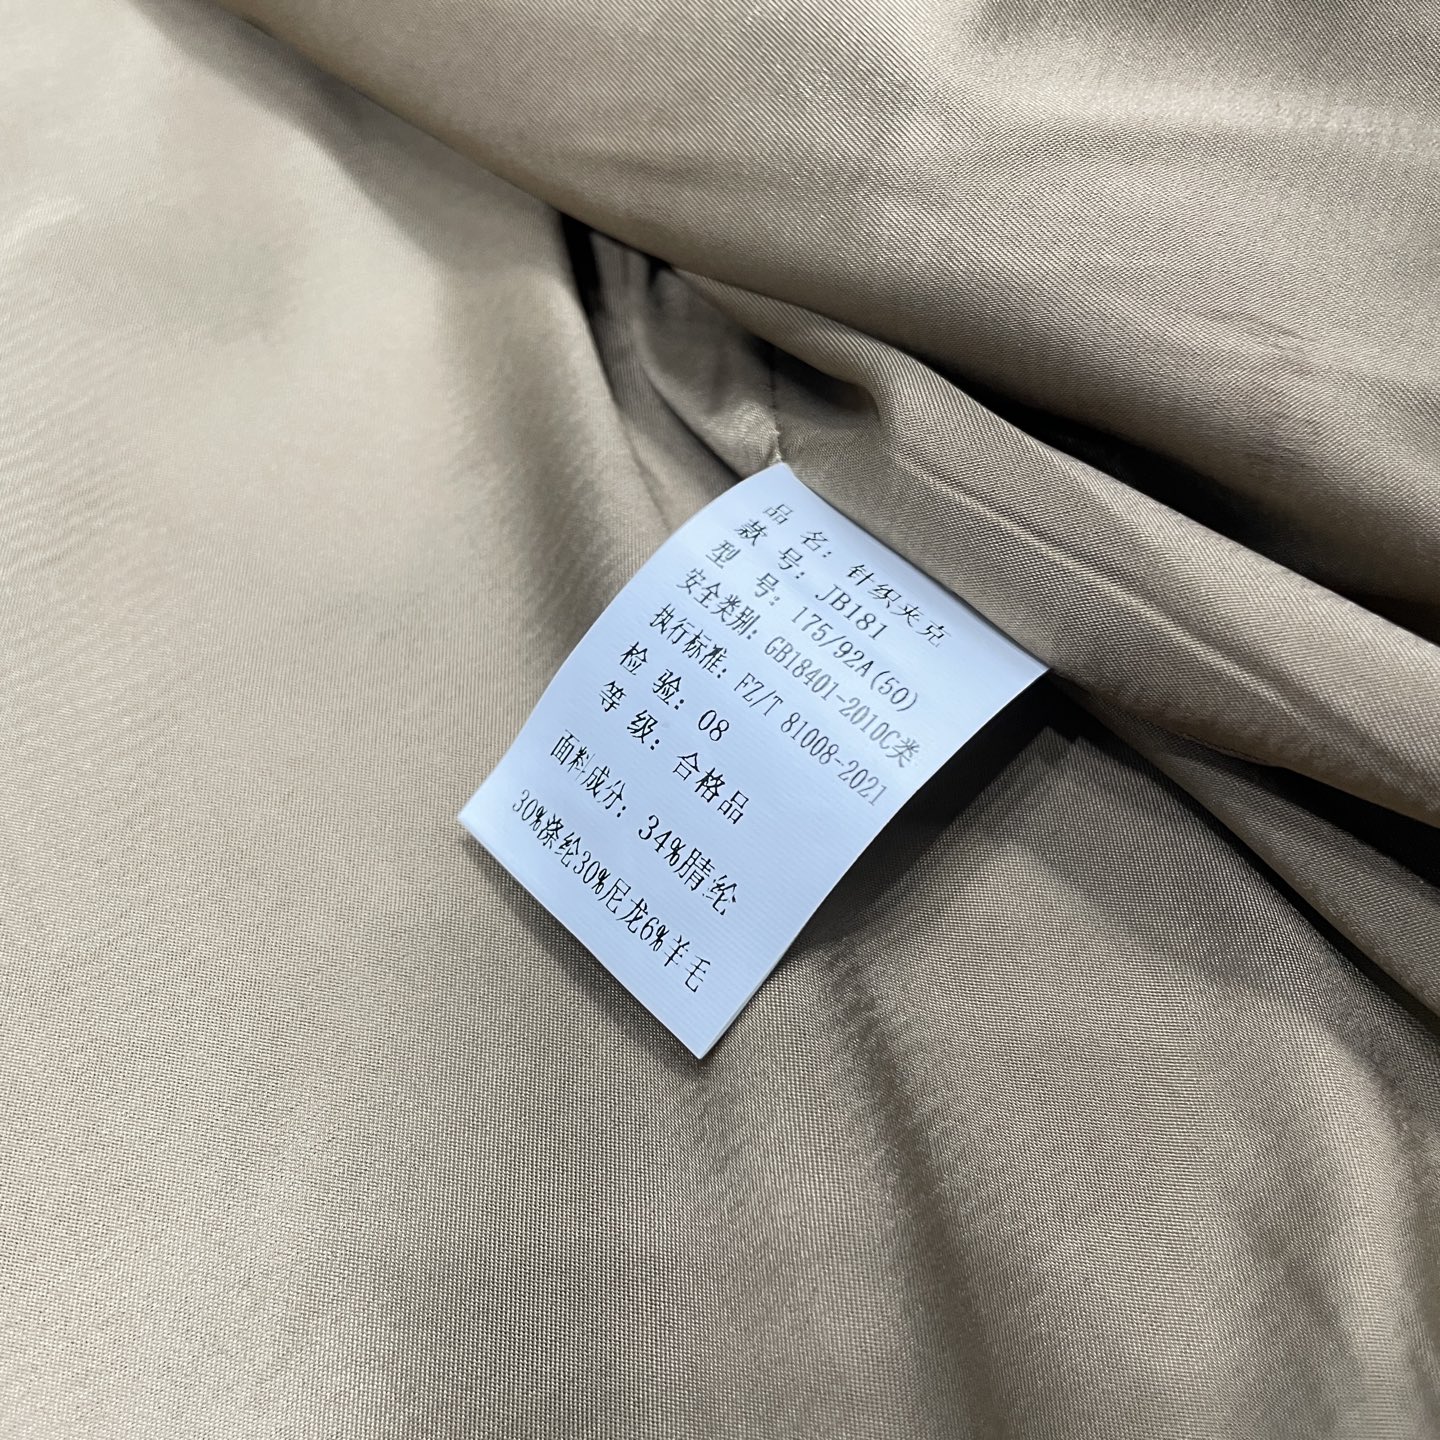 品 名: 针织夹克
款 号: JB181
型 号: 175/92A(50)
安全类别: GB18401-2010C类
执行标准: FZ/T 81008-2021
检 验: 08
等 级: 合格品
面料成分: 34%腈纶
30%涤纶30%尼龙6%羊毛